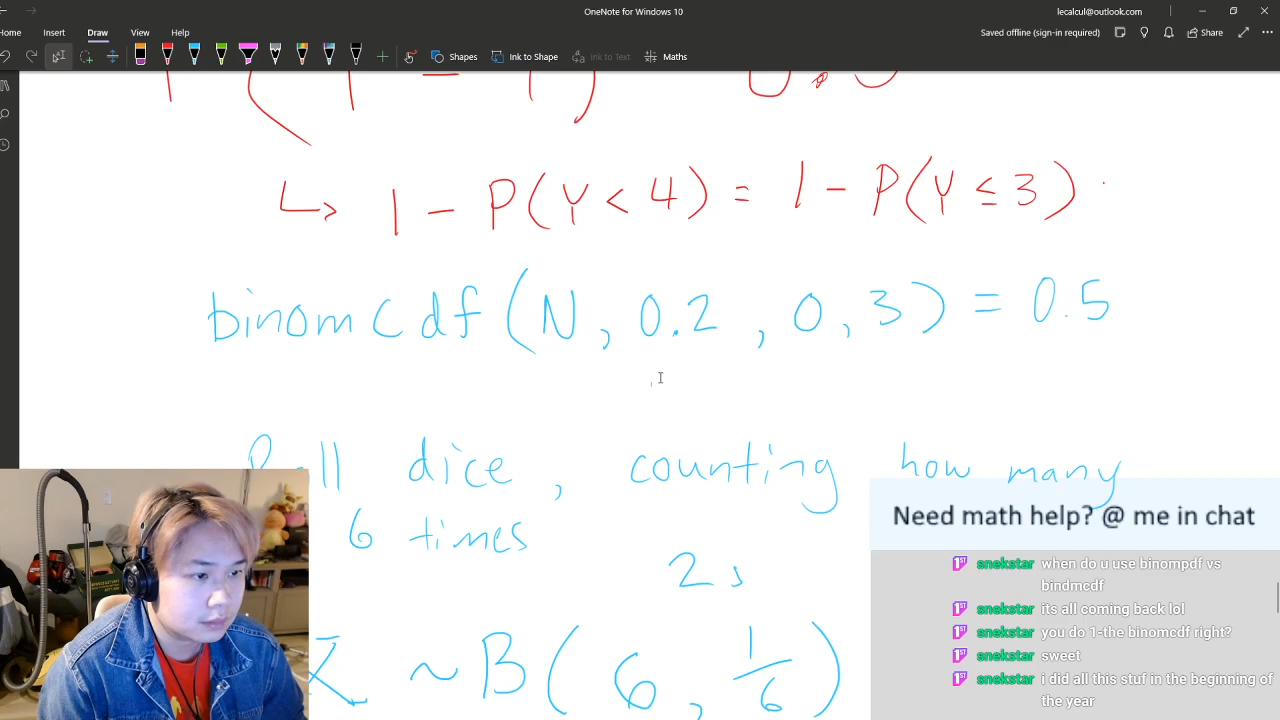 OneNote for Windows 10
lecalcul@outlook.com
Home Insert Draw View Help
Saved offline (sign-in required)
Share
Shapes
Ink to Shape
Ink to Text
Maths
↳ 1 - P(Y < 4) = 1 - P(Y ≤ 3)
binomCdf(N, 0.2, 0, 3) = 0.5
Roll dice, counting how many
6 times
2s
X ~ B(6, 1/6)
Need math help? @ me in chat
snekstar when do u use binompdf vs
bindmcdf
snekstar its all coming back lol
snekstar you do 1-the binomcdf right?
snekstar sweet
snekstar i did all this stuf in the beginning of
the year